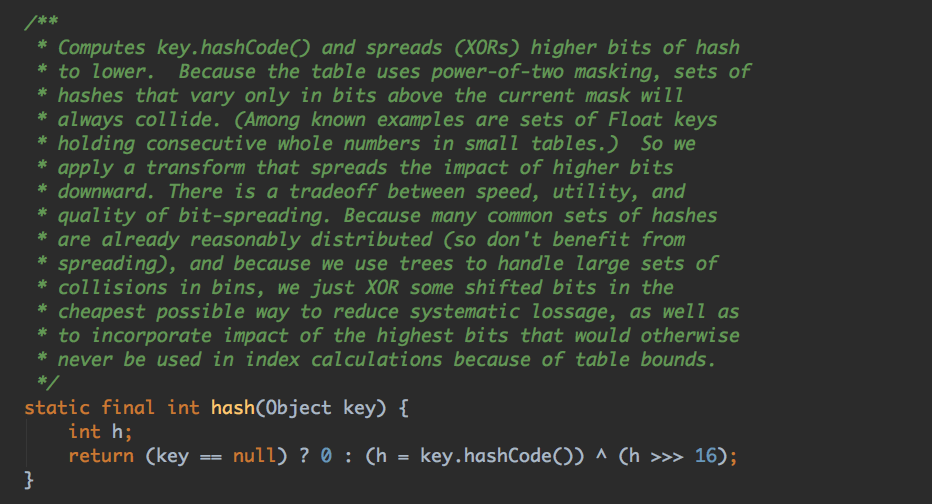 /**
 * Computes key.hashCode() and spreads (XORs) higher bits of hash
 * to lower.  Because the table uses power-of-two masking, sets of
 * hashes that vary only in bits above the current mask will
 * always collide. (Among known examples are sets of Float keys
 * holding consecutive whole numbers in small tables.)  So we
 * apply a transform that spreads the impact of higher bits
 * downward. There is a tradeoff between speed, utility, and
 * quality of bit-spreading. Because many common sets of hashes
 * are already reasonably distributed (so don't benefit from
 * spreading), and because we use trees to handle large sets of
 * collisions in bins, we just XOR some shifted bits in the
 * cheapest possible way to reduce systematic lossage, as well as
 * to incorporate impact of the highest bits that would otherwise
 * never be used in index calculations because of table bounds.
 */
static final int hash(Object key) {
    int h;
    return (key == null) ? 0 : (h = key.hashCode()) ^ (h >>> 16);
}